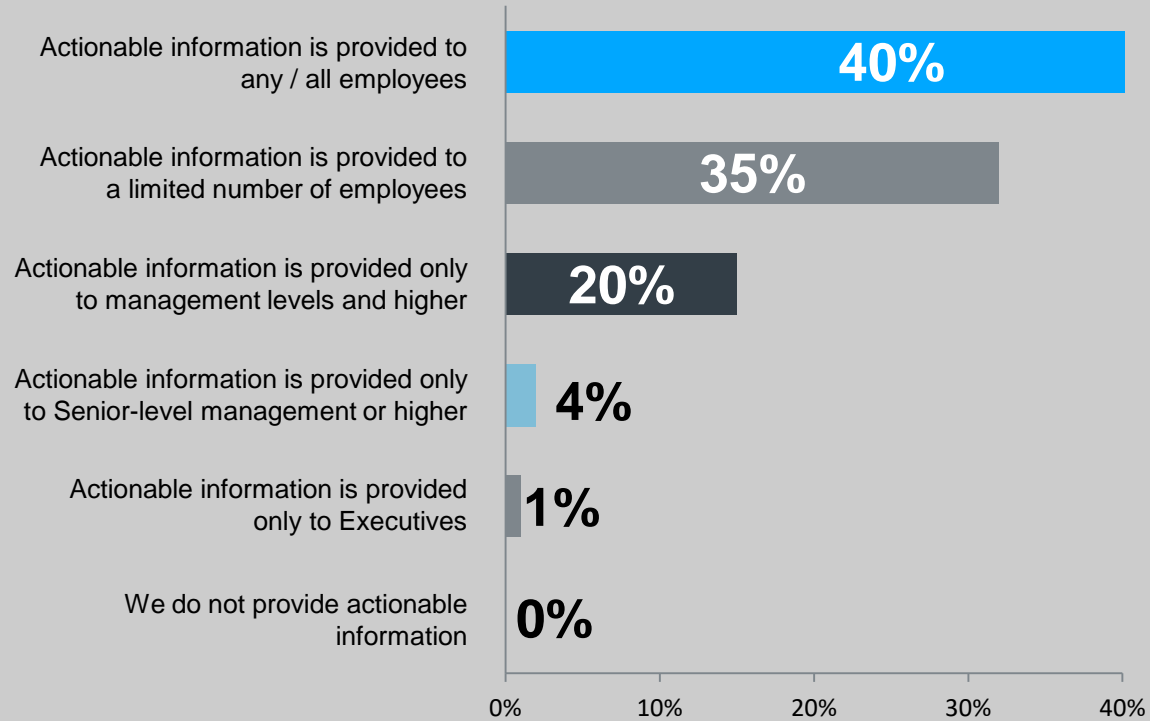 Actionable information is provided to
any / all employees
40%
Actionable information is provided to
a limited number of employees
35%
Actionable information is provided only
to management levels and higher
20%
Actionable information is provided only
to Senior-level management or higher
4%
Actionable information is provided
only to Executives
1%
We do not provide actionable
information
0%
0% 10% 20% 30% 40%